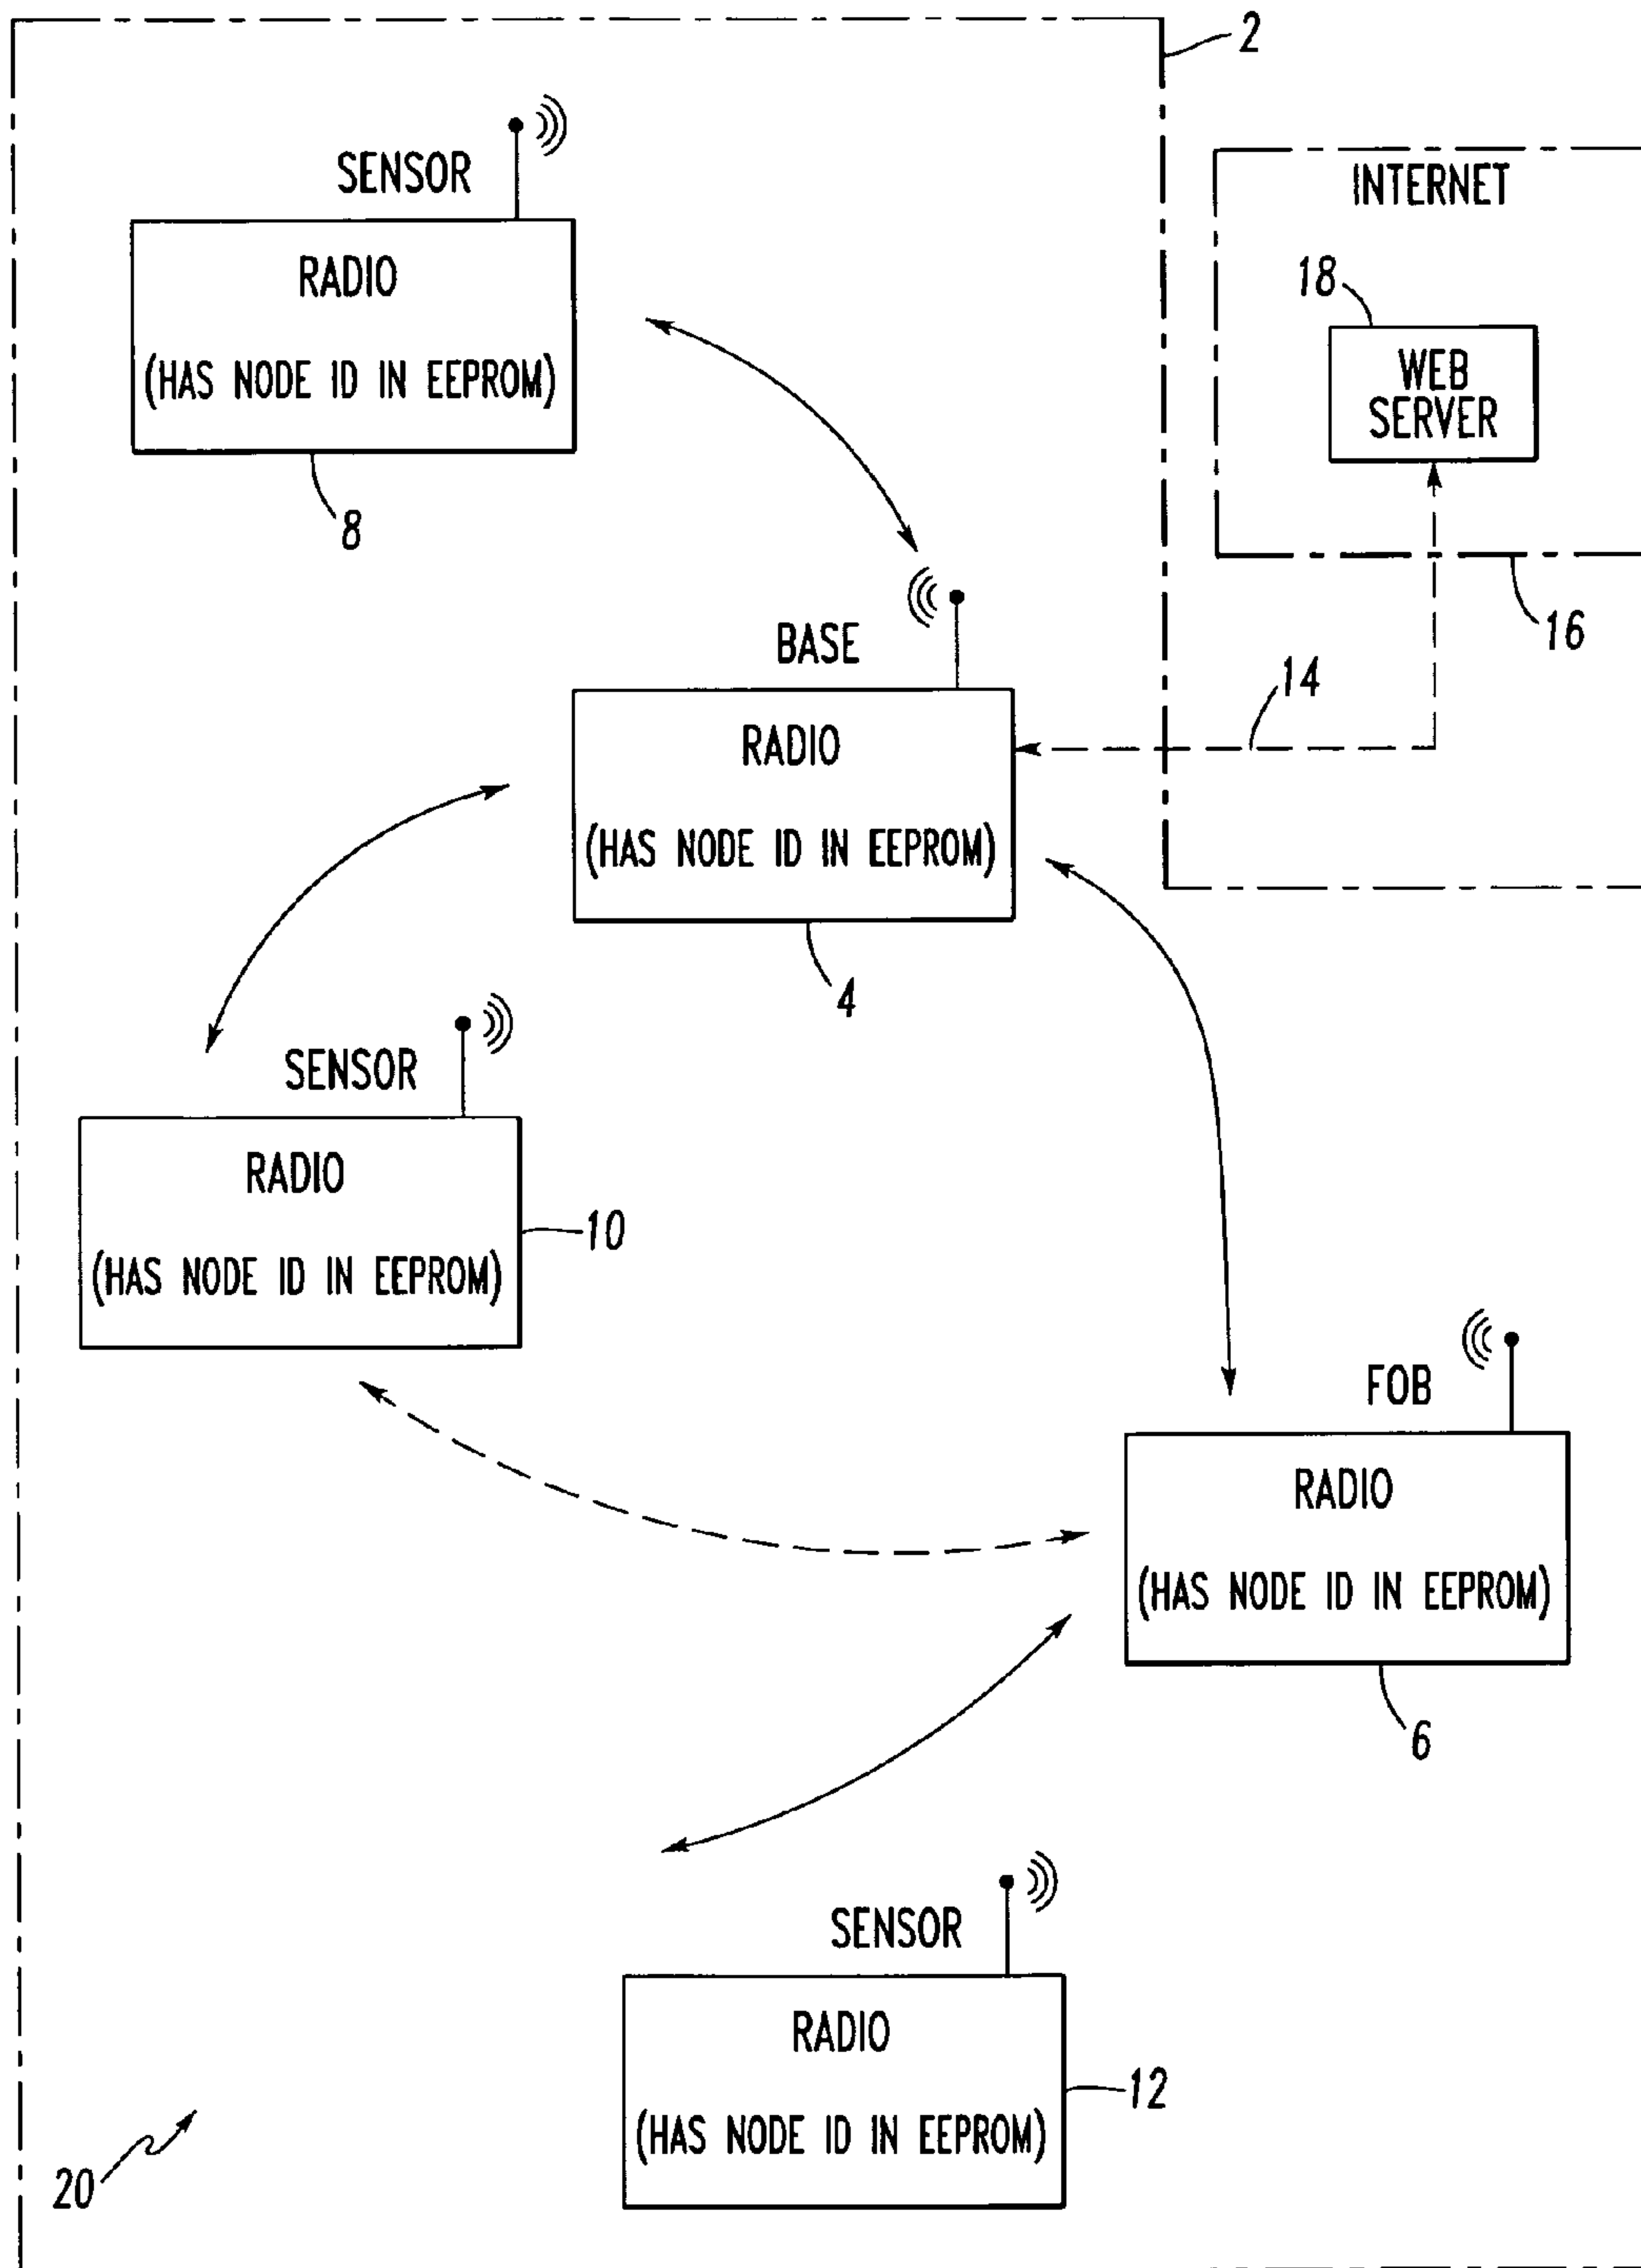 2
SENSOR
RADIO
(HAS NODE ID IN EEPROM)
8
INTERNET
18
WEB
SERVER
16
14
BASE
RADIO
(HAS NODE ID IN EEPROM)
4
SENSOR
RADIO
(HAS NODE ID IN EEPROM)
10
FOB
RADIO
(HAS NODE ID IN EEPROM)
6
SENSOR
RADIO
(HAS NODE ID IN EEPROM)
12
20